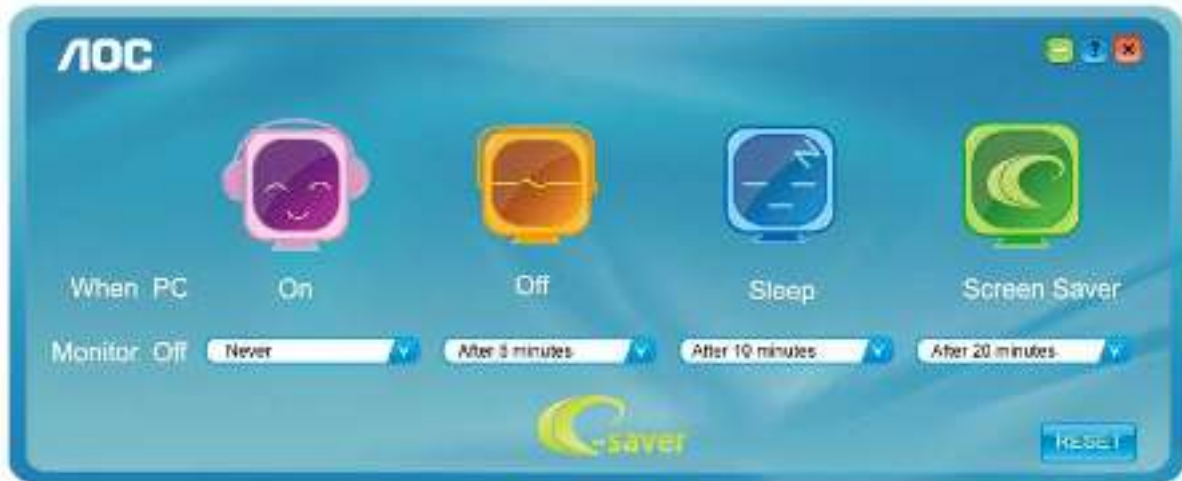 AOC
?
When PC On Off Sleep Screen Saver
Monitor Off Never After 5 minutes After 10 minutes After 20 minutes
e-saver
RESET